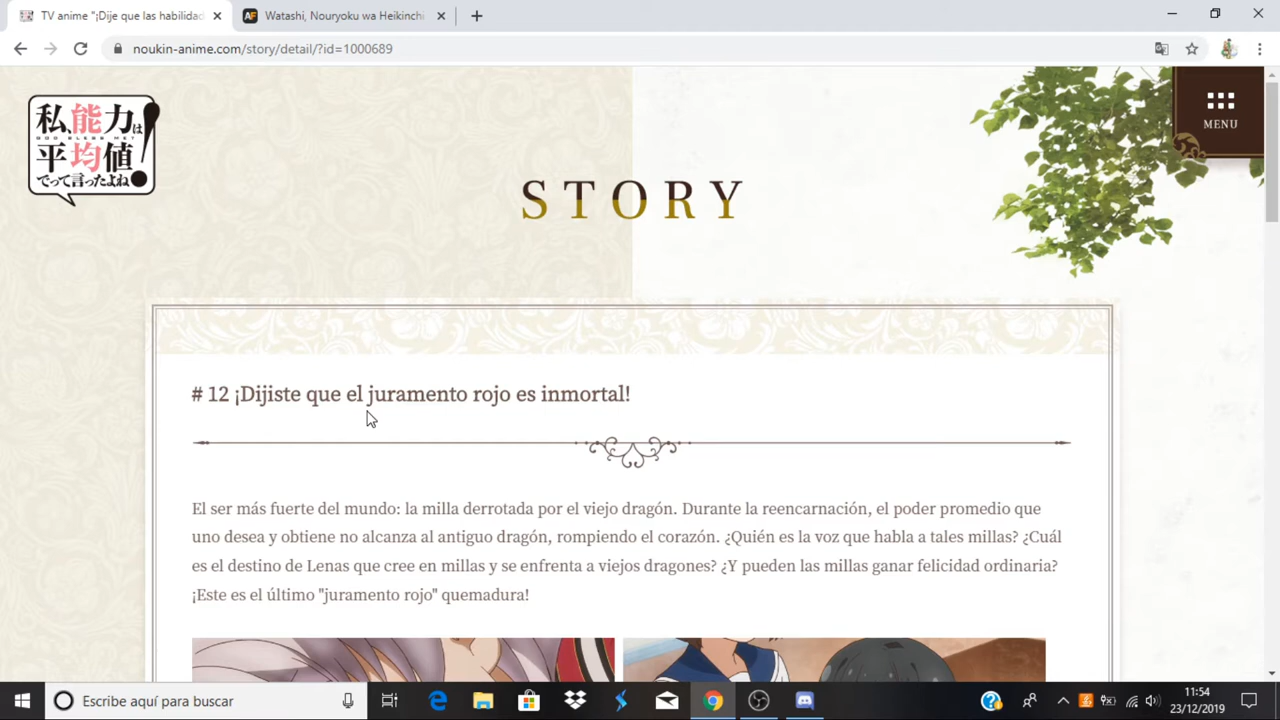 TV anime "¡Dije que las habilidad
Watashi, Nouryoku wa Heikinchi
noukin-anime.com/story/detail/?id=1000689
私、能力は
GOD BLESS ME?
平均値
でって言ったよね!
MENU
STORY
# 12 ¡Dijiste que el juramento rojo es inmortal!
El ser más fuerte del mundo: la milla derrotada por el viejo dragón. Durante la reencarnación, el poder promedio que
uno desea y obtiene no alcanza al antiguo dragón, rompiendo el corazón. ¿Quién es la voz que habla a tales millas? ¿Cuál
es el destino de Lenas que cree en millas y se enfrenta a viejos dragones? ¿Y pueden las millas ganar felicidad ordinaria?
¡Este es el último "juramento rojo" quemadura!
Escribe aquí para buscar
11:54
23/12/2019